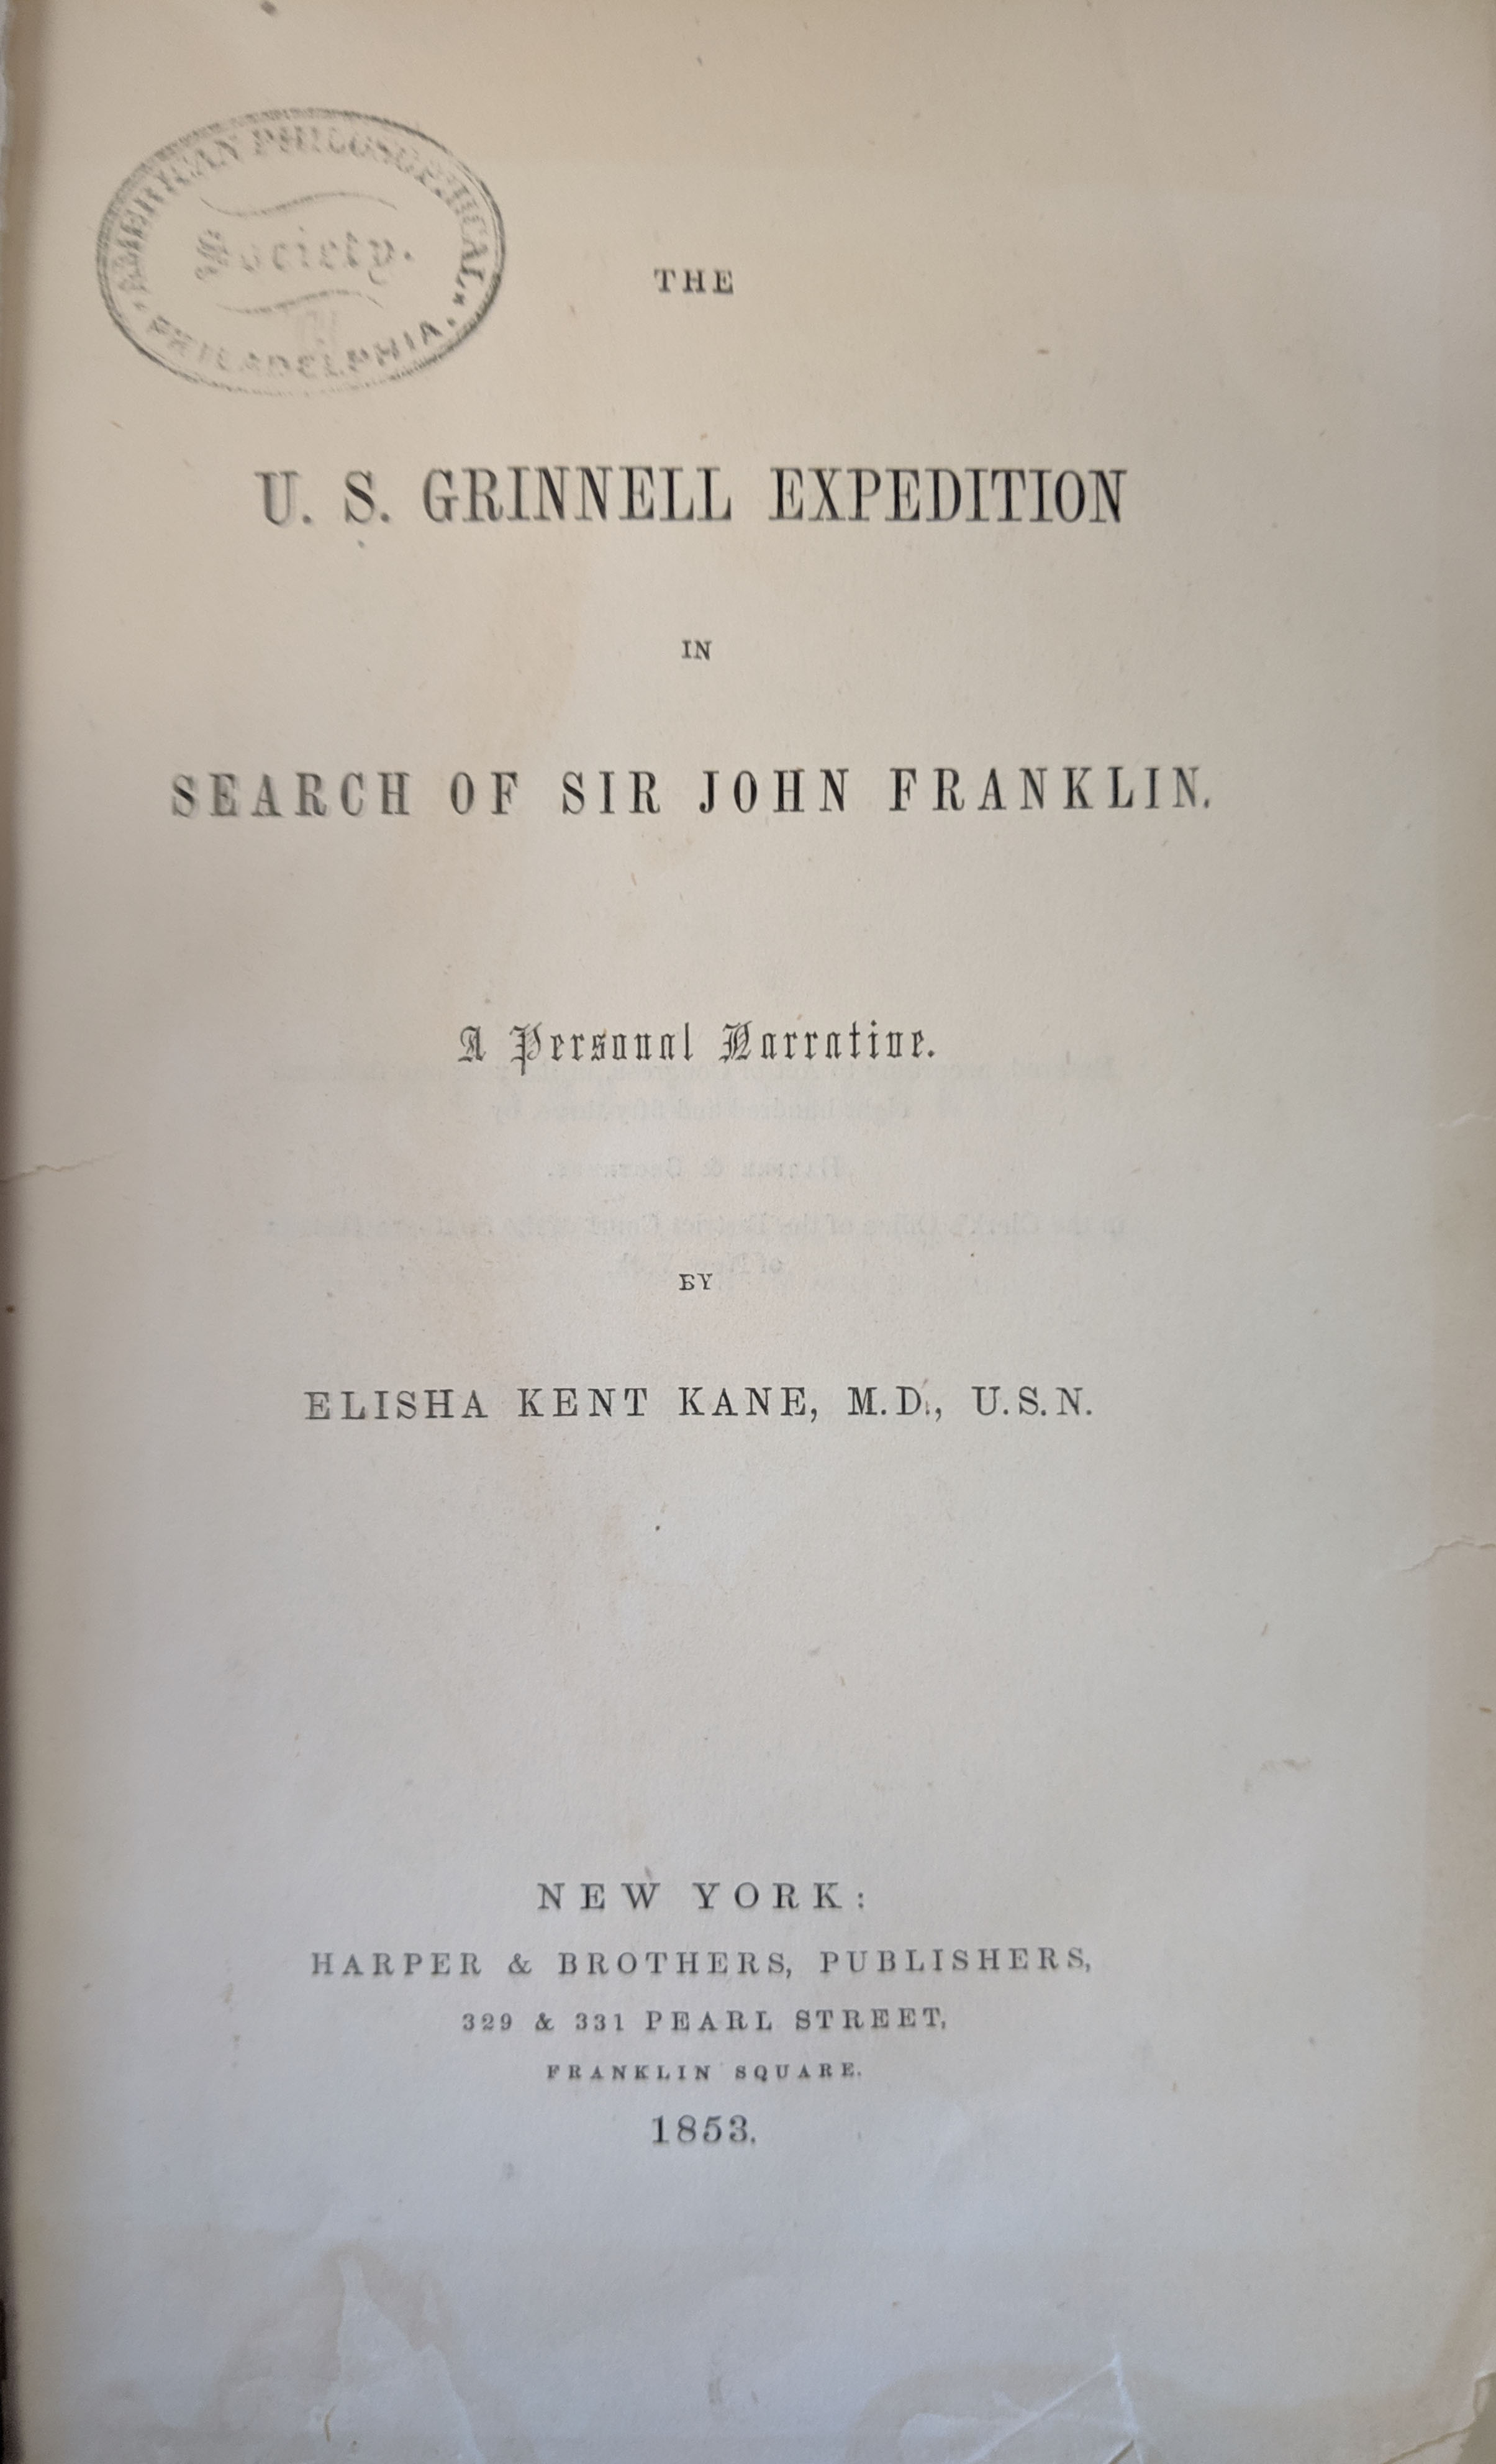 AMERICAN PHILOSOPHICAL
Society.
PHILADELPHIA.
THE
U. S. GRINNELL EXPEDITION
IN
SEARCH OF SIR JOHN FRANKLIN.
A Personal Narrative.
BY
ELISHA KENT KANE, M.D., U.S.N.
NEW YORK:
HARPER & BROTHERS, PUBLISHERS,
329 & 331 PEARL STREET,
FRANKLIN SQUARE.
1853.